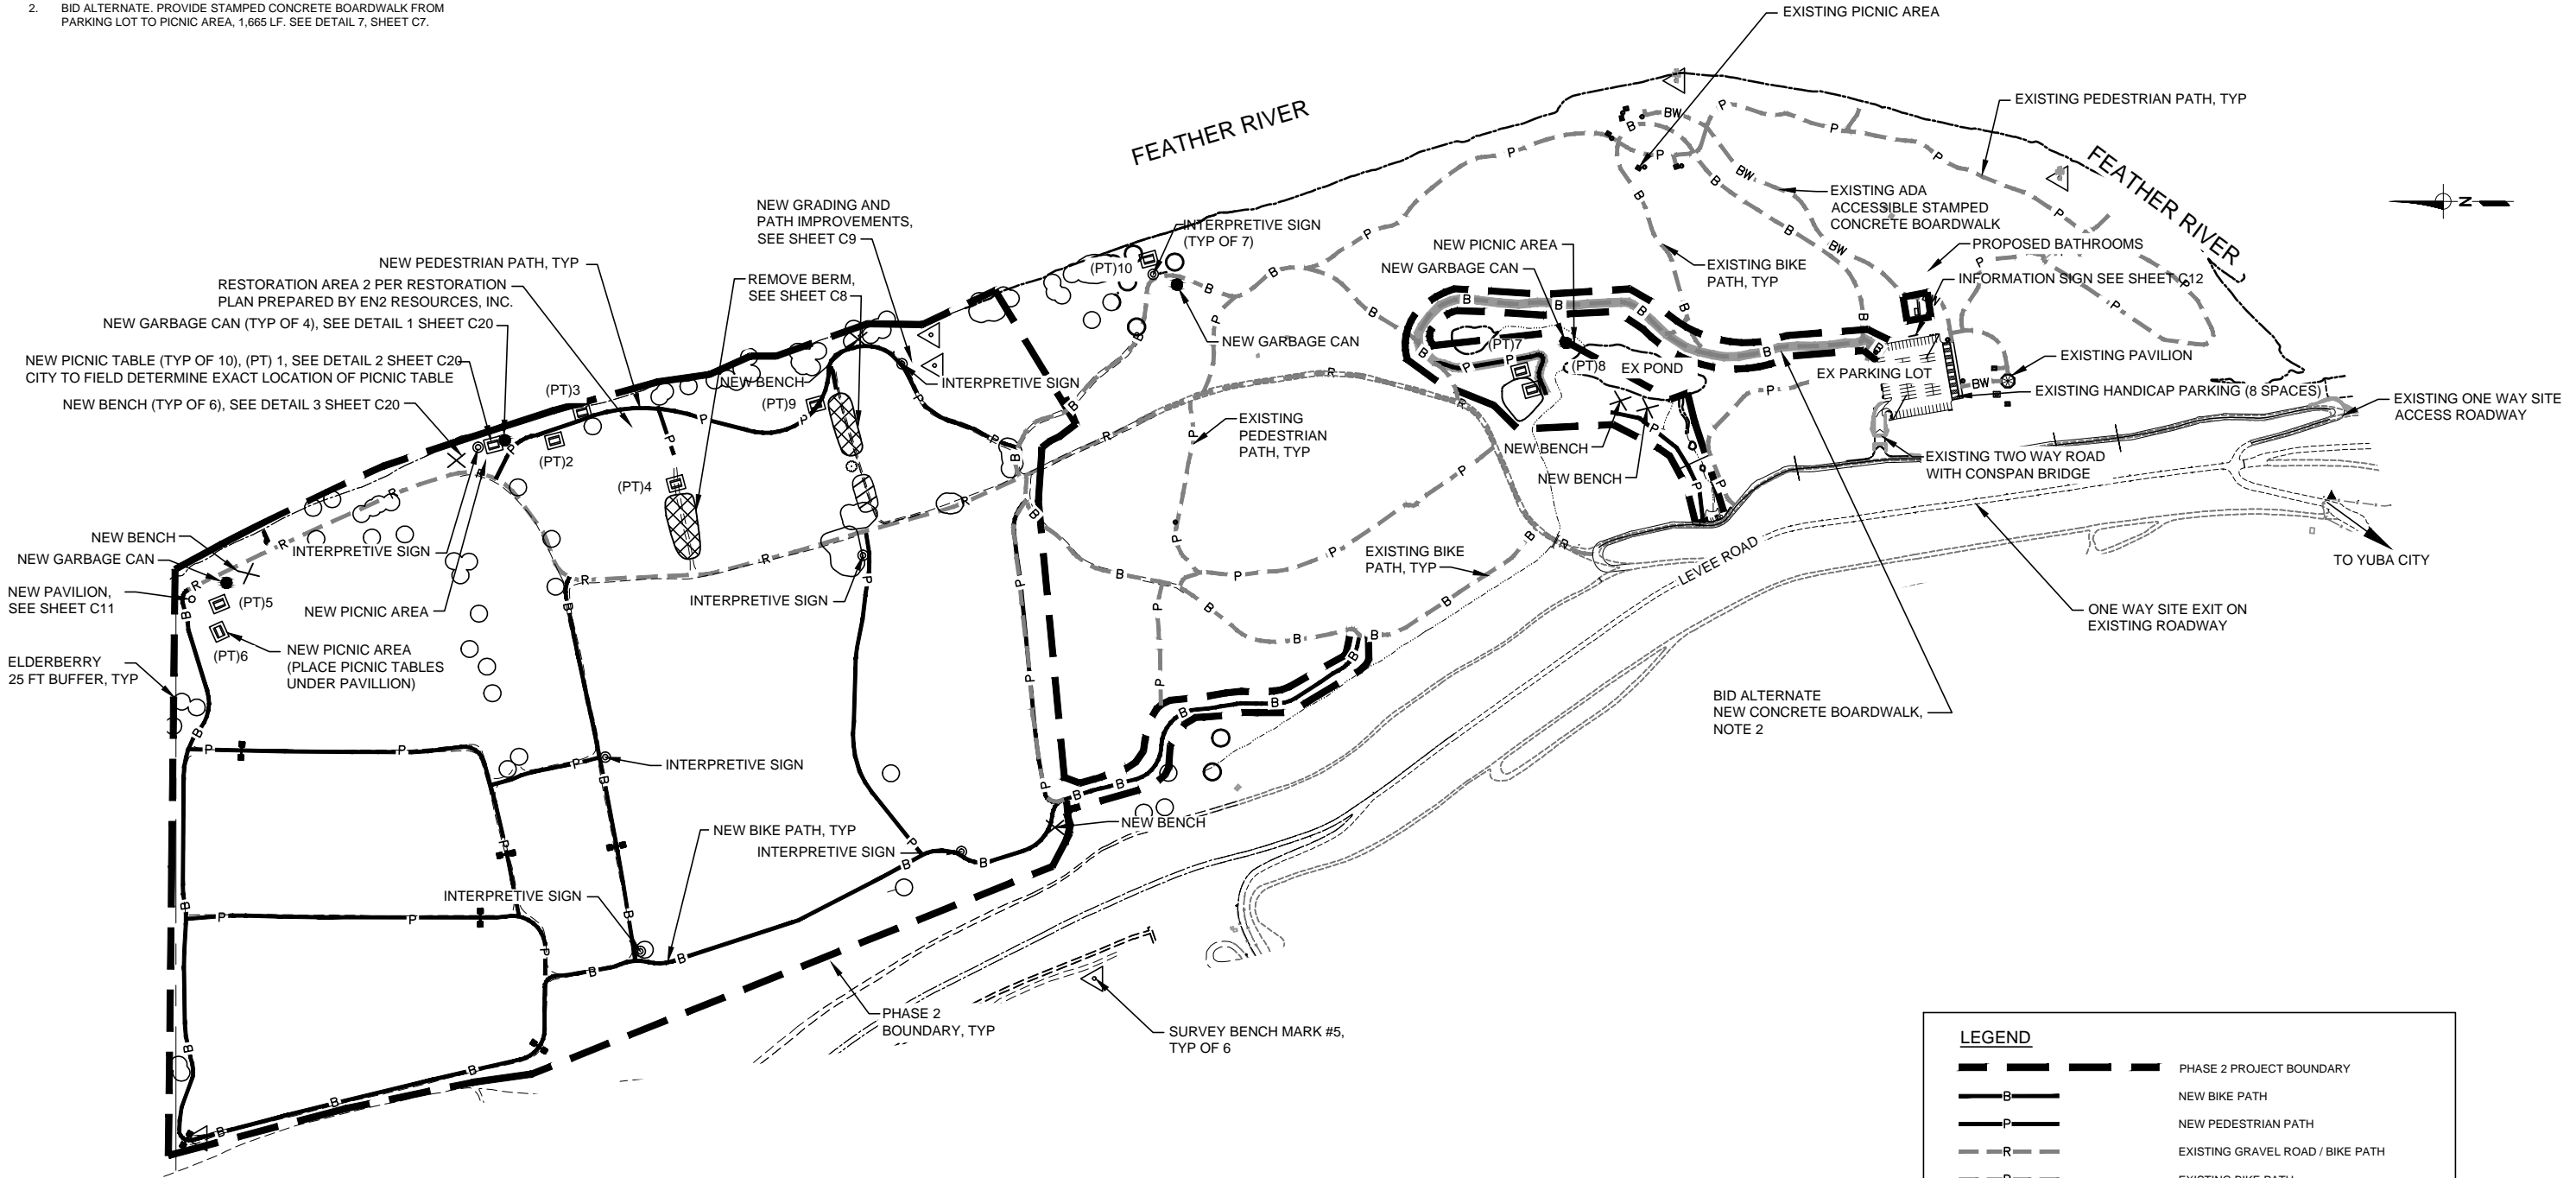 2. BID ALTERNATE. PROVIDE STAMPED CONCRETE BOARDWALK FROM
PARKING LOT TO PICNIC AREA, 1,665 LF. SEE DETAIL 7, SHEET C7.
EXISTING PICNIC AREA
EXISTING PEDESTRIAN PATH, TYP
FEATHER RIVER
FEATHER RIVER
N
NEW GRADING AND
PATH IMPROVEMENTS,
SEE SHEET C9
INTERPRETIVE SIGN
(TYP OF 7)
EXISTING ADA
ACCESSIBLE STAMPED
CONCRETE BOARDWALK
NEW PICNIC AREA
NEW GARBAGE CAN
PROPOSED BATHROOMS
INFORMATION SIGN SEE SHEET C12
EXISTING BIKE
PATH, TYP
NEW PEDESTRIAN PATH, TYP
REMOVE BERM,
SEE SHEET C8
(PT)10
RESTORATION AREA 2 PER RESTORATION
PLAN PREPARED BY EN2 RESOURCES, INC.
NEW GARBAGE CAN (TYP OF 4), SEE DETAIL 1 SHEET C20
NEW GARBAGE CAN
(PT)7
(PT)8
EX POND
EX PARKING LOT
EXISTING PAVILION
NEW PICNIC TABLE (TYP OF 10), (PT) 1, SEE DETAIL 2 SHEET C20
CITY TO FIELD DETERMINE EXACT LOCATION OF PICNIC TABLE
(PT)3
NEW BENCH
INTERPRETIVE SIGN
EXISTING HANDICAP PARKING (8 SPACES)
EXISTING ONE WAY SITE
ACCESS ROADWAY
NEW BENCH (TYP OF 6), SEE DETAIL 3 SHEET C20
(PT)9
EXISTING
PEDESTRIAN
PATH, TYP
(PT)2
NEW BENCH
NEW BENCH
EXISTING TWO WAY ROAD
WITH CONSPAN BRIDGE
(PT)4
NEW BENCH
NEW GARBAGE CAN
INTERPRETIVE SIGN
EXISTING BIKE
PATH, TYP
LEVEE ROAD
TO YUBA CITY
NEW PAVILION,
SEE SHEET C11
(PT)5
NEW PICNIC AREA
INTERPRETIVE SIGN
ONE WAY SITE EXIT ON
EXISTING ROADWAY
(PT)6
NEW PICNIC AREA
(PLACE PICNIC TABLES
UNDER PAVILLION)
ELDERBERRY
25 FT BUFFER, TYP
BID ALTERNATE
NEW CONCRETE BOARDWALK,
NOTE 2
INTERPRETIVE SIGN
NEW BENCH
NEW BIKE PATH, TYP
INTERPRETIVE SIGN
INTERPRETIVE SIGN
PHASE 2
BOUNDARY, TYP
SURVEY BENCH MARK #5,
TYP OF 6
LEGEND
PHASE 2 PROJECT BOUNDARY
B NEW BIKE PATH
P NEW PEDESTRIAN PATH
R EXISTING GRAVEL ROAD / BIKE PATH